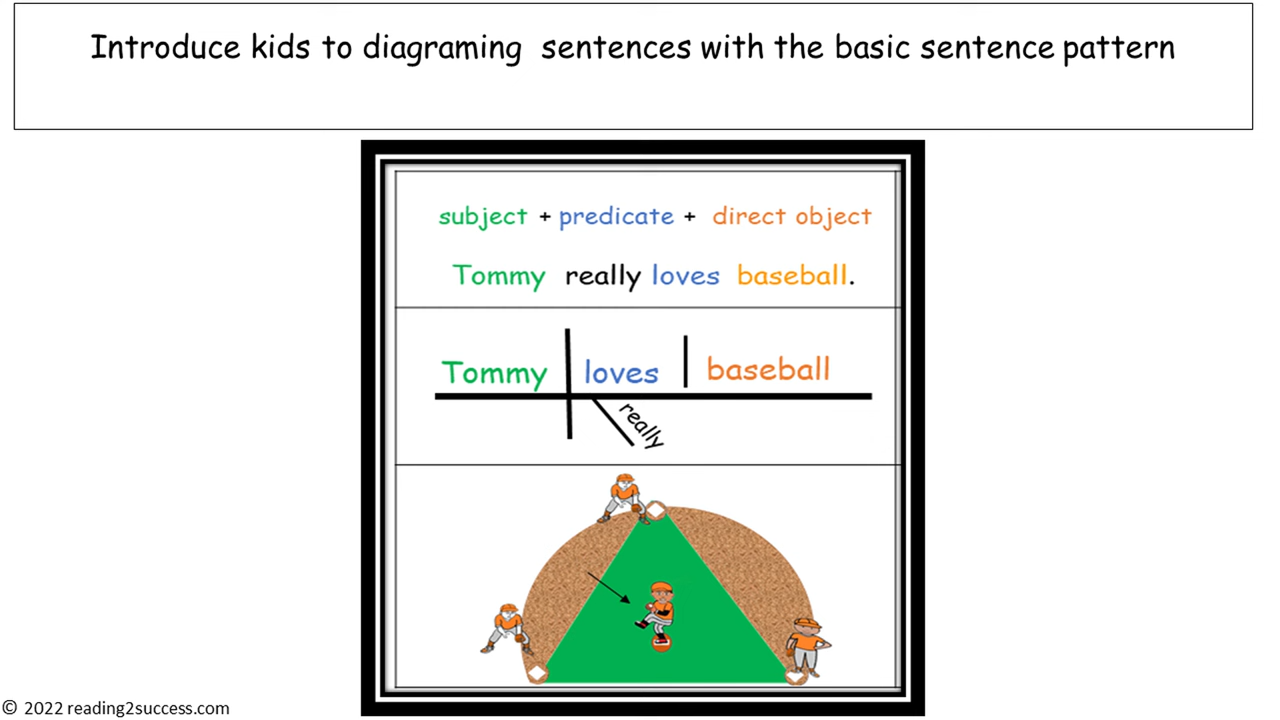 Introduce kids to diagraming  sentences with the basic sentence pattern
subject + predicate + direct object
Tommy really loves baseball.
Tommy loves baseball
really
© 2022 reading2success.com